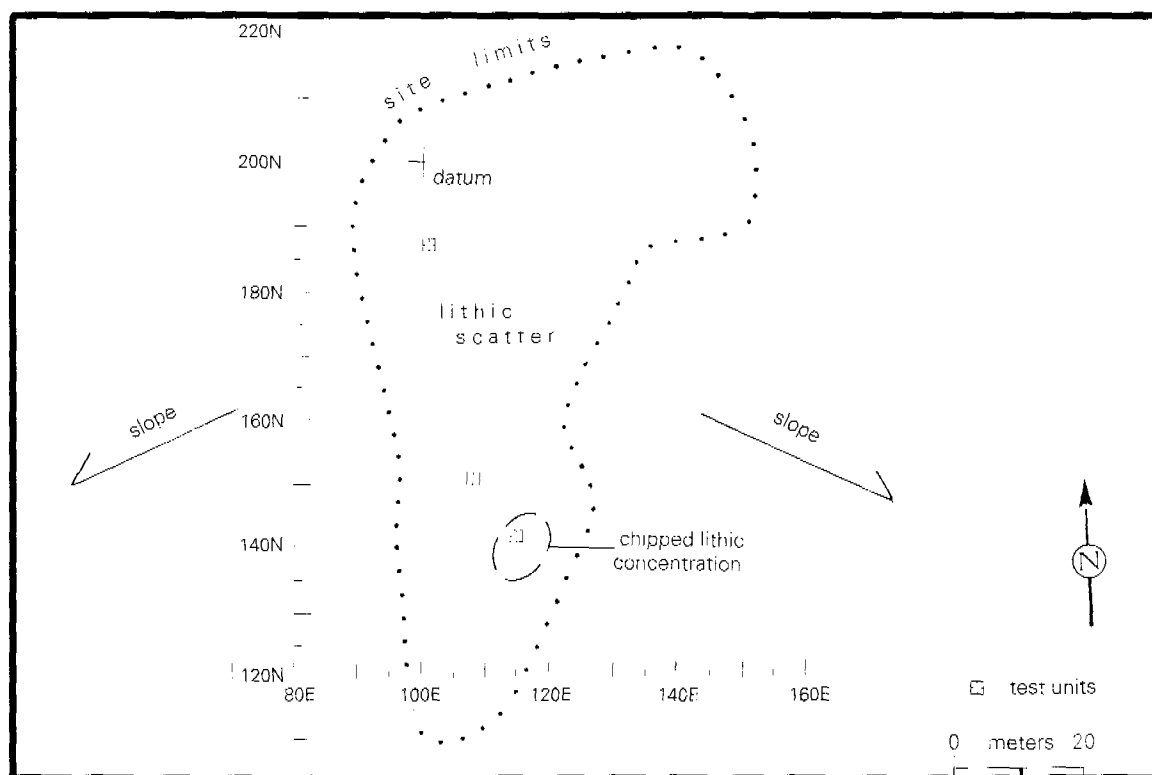 220N
site limits
200N
datum
180N
lithic
scatter
slope
160N
slope
140N
chipped lithic
concentration
N
120N
80E 100E 120E 140E 160E
test units
0 meters 20